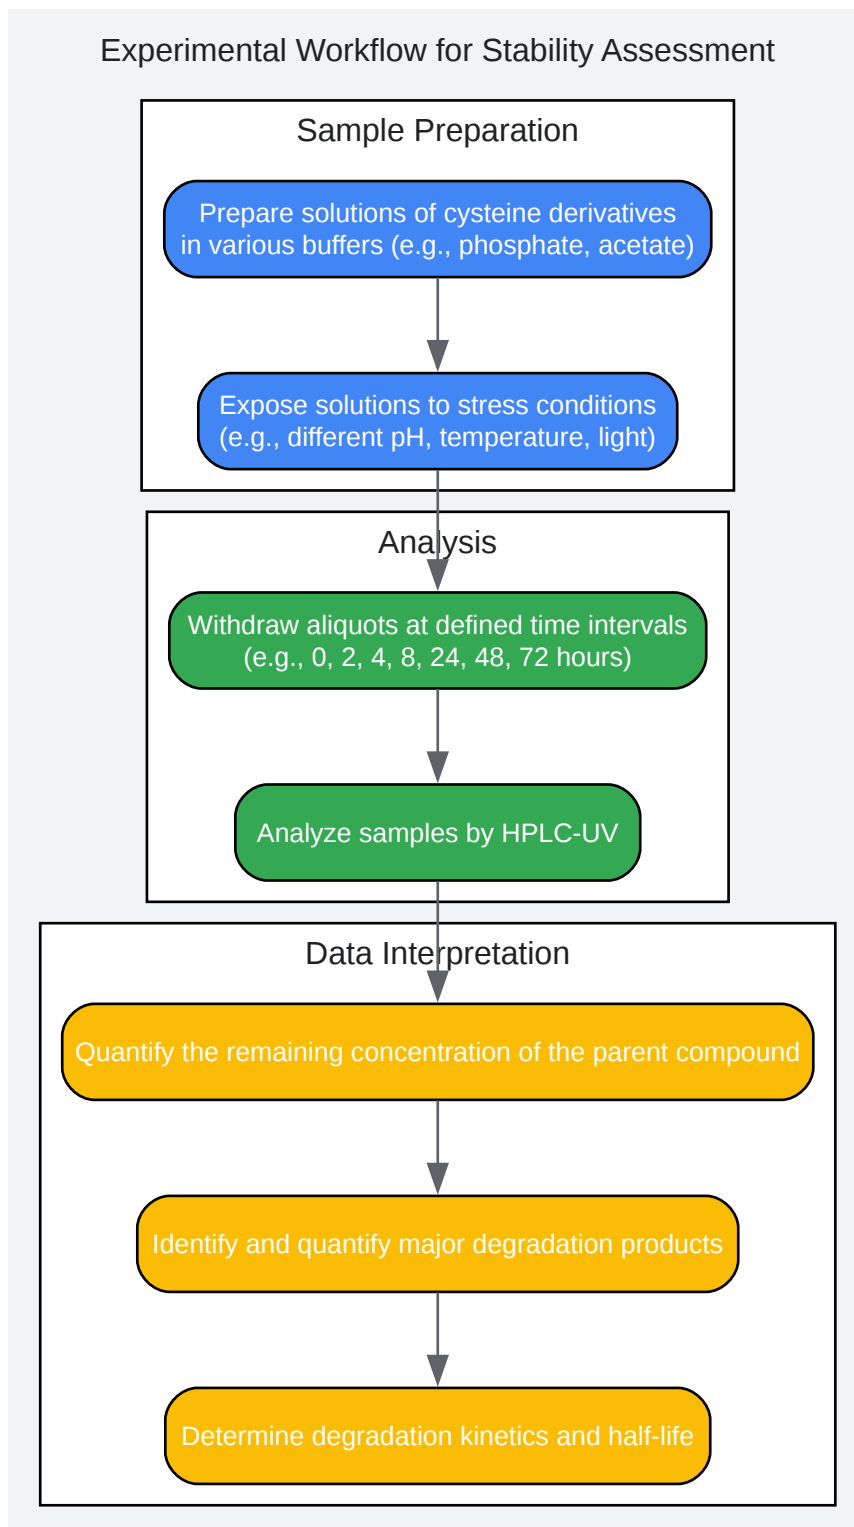 Experimental Workflow for Stability Assessment
Sample Preparation
Prepare solutions of cysteine derivatives
in various buffers (e.g., phosphate, acetate)
Expose solutions to stress conditions
(e.g., different pH, temperature, light)
Analysis
Withdraw aliquots at defined time intervals
(e.g., 0, 2, 4, 8, 24, 48, 72 hours)
Analyze samples by HPLC-UV
Data Interpretation
Quantify the remaining concentration of the parent compound
Identify and quantify major degradation products
Determine degradation kinetics and half-life